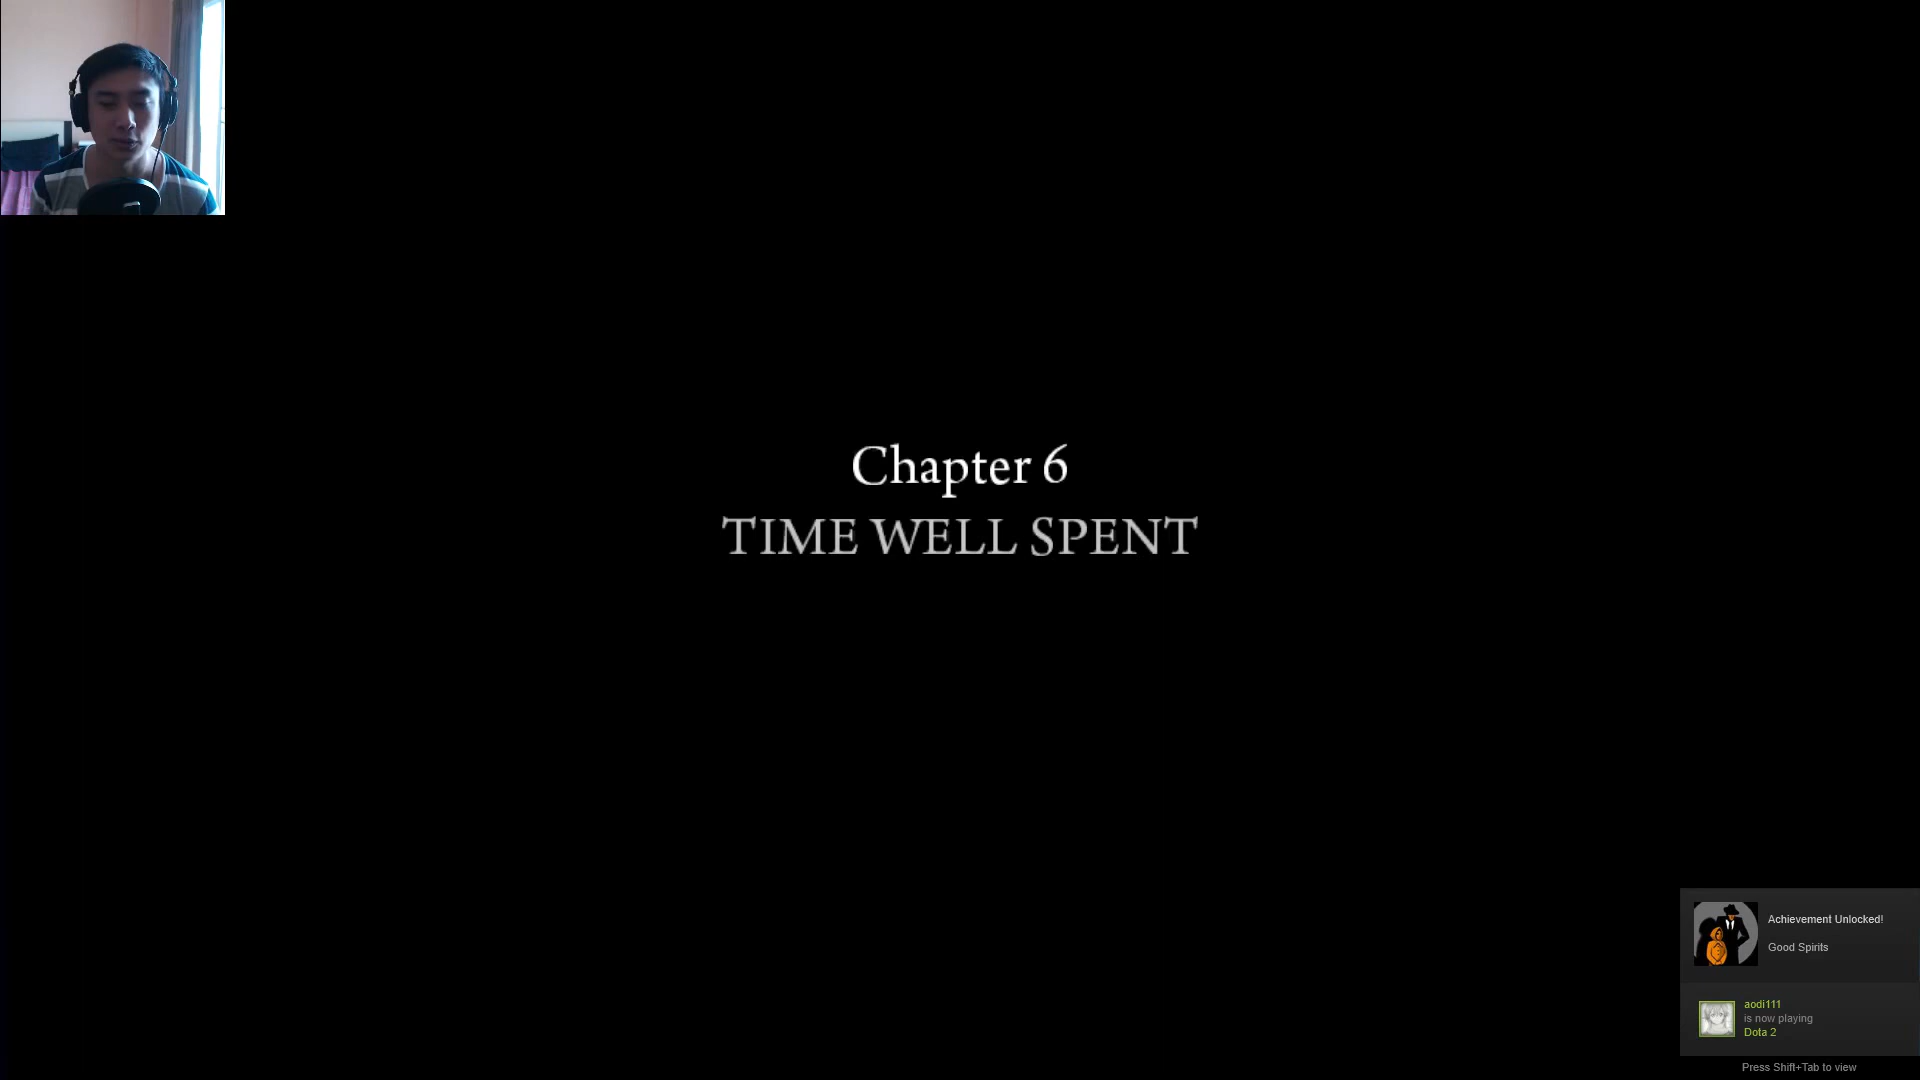 Chapter 6
TIME WELL SPENT
Achievement Unlocked!
Good Spirits
aodi111
is now playing
Dota 2
Press Shift+Tab to view